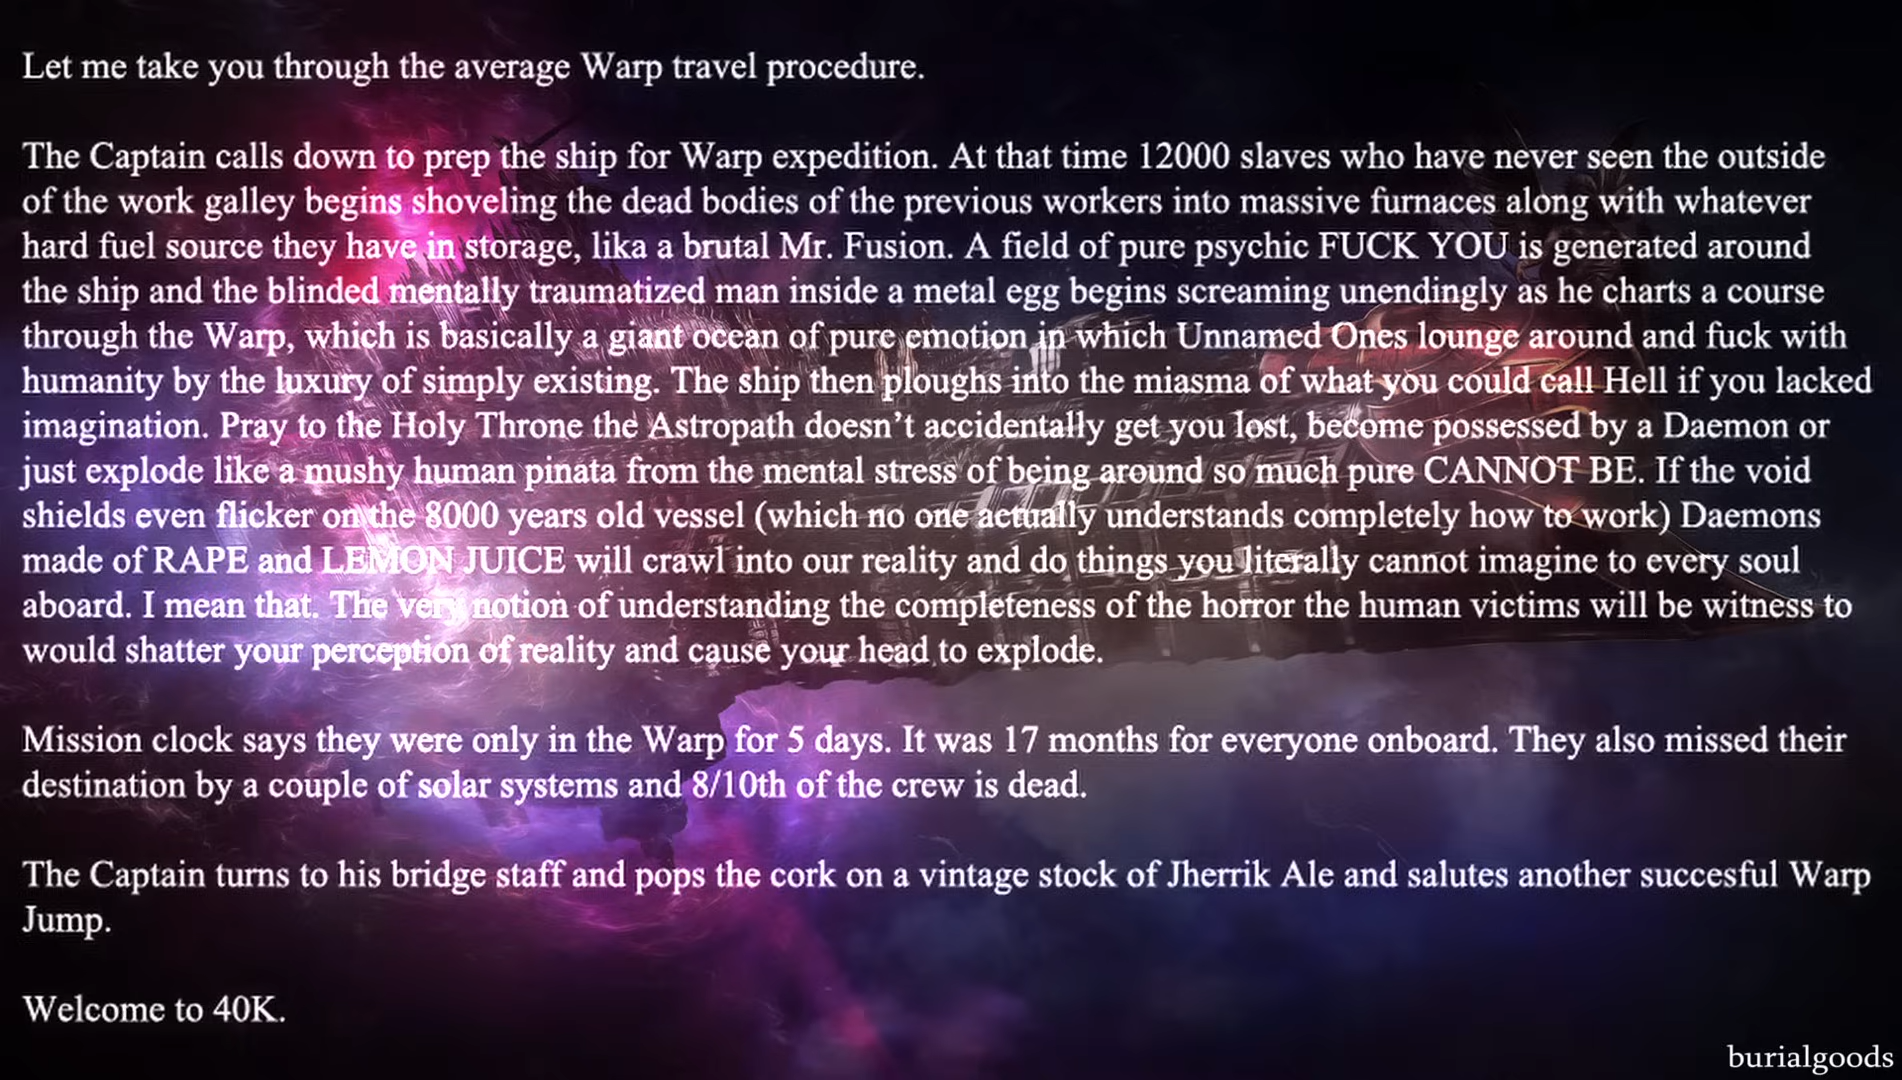 Let me take you through the average Warp travel procedure.
The Captain calls down to prep the ship for Warp expedition. At that time 12000 slaves who have never seen the outside
of the work galley begins shoveling the dead bodies of the previous workers into massive furnaces along with whatever
hard fuel source they have in storage, lika a brutal Mr. Fusion. A field of pure psychic FUCK YOU is generated around
the ship and the blinded mentally traumatized man inside a metal egg begins screaming unendingly as he charts a course
through the Warp, which is basically a giant ocean of pure emotion in which Unnamed Ones lounge around and fuck with
humanity by the luxury of simply existing. The ship then ploughs into the miasma of what you could call Hell if you lacked
imagination. Pray to the Holy Throne the Astropath doesn’t accidentally get you lost, become possessed by a Daemon or
just explode like a mushy human pinata from the mental stress of being around so much pure CANNOT BE. If the void
shields even flicker on the 8000 years old vessel (which no one actually understands completely how to work) Daemons
made of RAPE and LEMON JUICE will crawl into our reality and do things you literally cannot imagine to every soul
aboard. I mean that. The very notion of understanding the completeness of the horror the human victims will be witness to
would shatter your perception of reality and cause your head to explode.
Mission clock says they were only in the Warp for 5 days. It was 17 months for everyone onboard. They also missed their
destination by a couple of solar systems and 8/10th of the crew is dead.
The Captain turns to his bridge staff and pops the cork on a vintage stock of Jherrik Ale and salutes another succesful Warp
Jump.
Welcome to 40K.
burialgoods